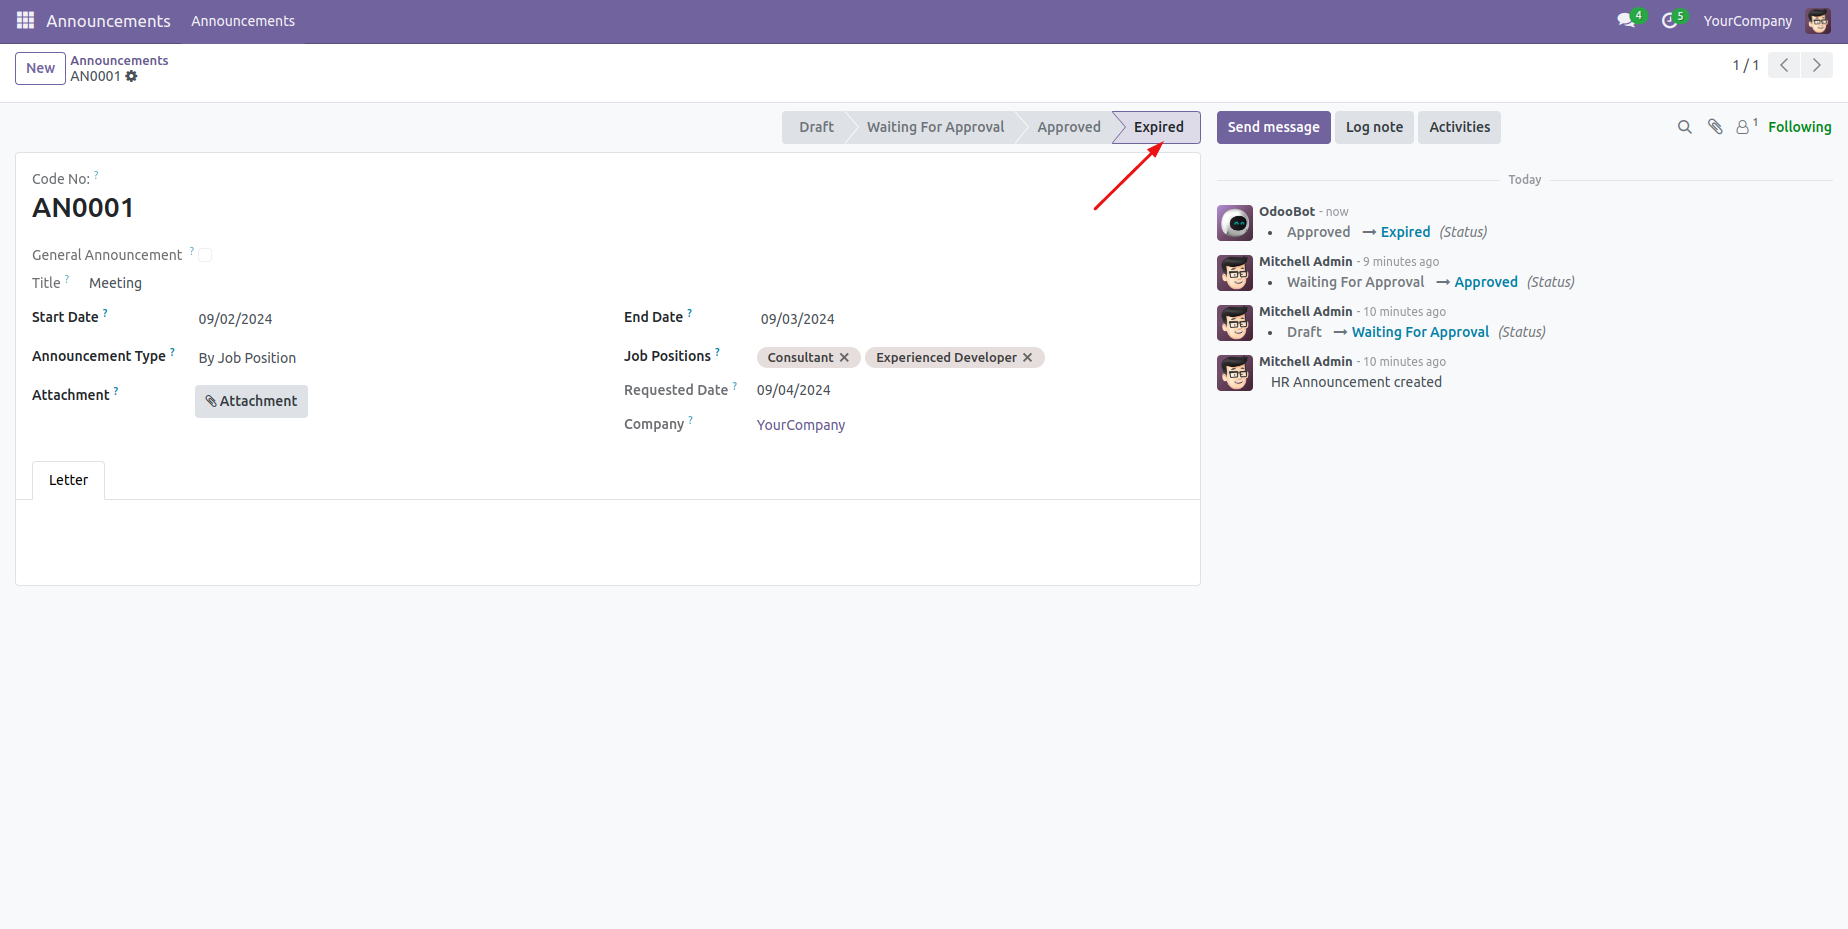 Announcements Announcements 4 5 YourCompany
New Announcements
AN0001
1 / 1
Draft Waiting For Approval Approved Expired
Send message Log note Activities 1 Following
Code No: ?
AN0001
General Announcement ?
Title ? Meeting
Start Date ? 09/02/2024
End Date ? 09/03/2024
Announcement Type ? By Job Position
Job Positions ? Consultant Experienced Developer
Attachment ? Attachment
Requested Date ? 09/04/2024
Company ? YourCompany
Letter
Today
OdooBot - now
• Approved → Expired (Status)
Mitchell Admin - 9 minutes ago
• Waiting For Approval → Approved (Status)
Mitchell Admin - 10 minutes ago
• Draft → Waiting For Approval (Status)
Mitchell Admin - 10 minutes ago
HR Announcement created